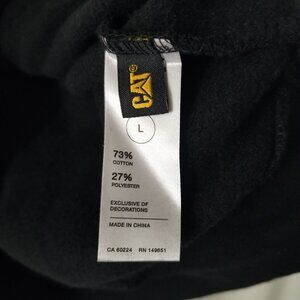 CAT
L
73%
COTTON
27%
POLYESTER
EXCLUSIVE OF
DECORATIONS
MADE IN CHINA
CA 60224 RN 149651